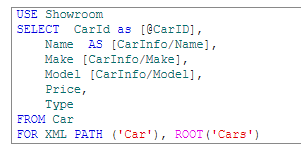 USE Showroom
SELECT  CarId as [@CarID],
    Name  AS [CarInfo/Name],
    Make [CarInfo/Make],
    Model [CarInfo/Model],
    Price,
    Type
FROM Car
FOR XML PATH ('Car'), ROOT('Cars')